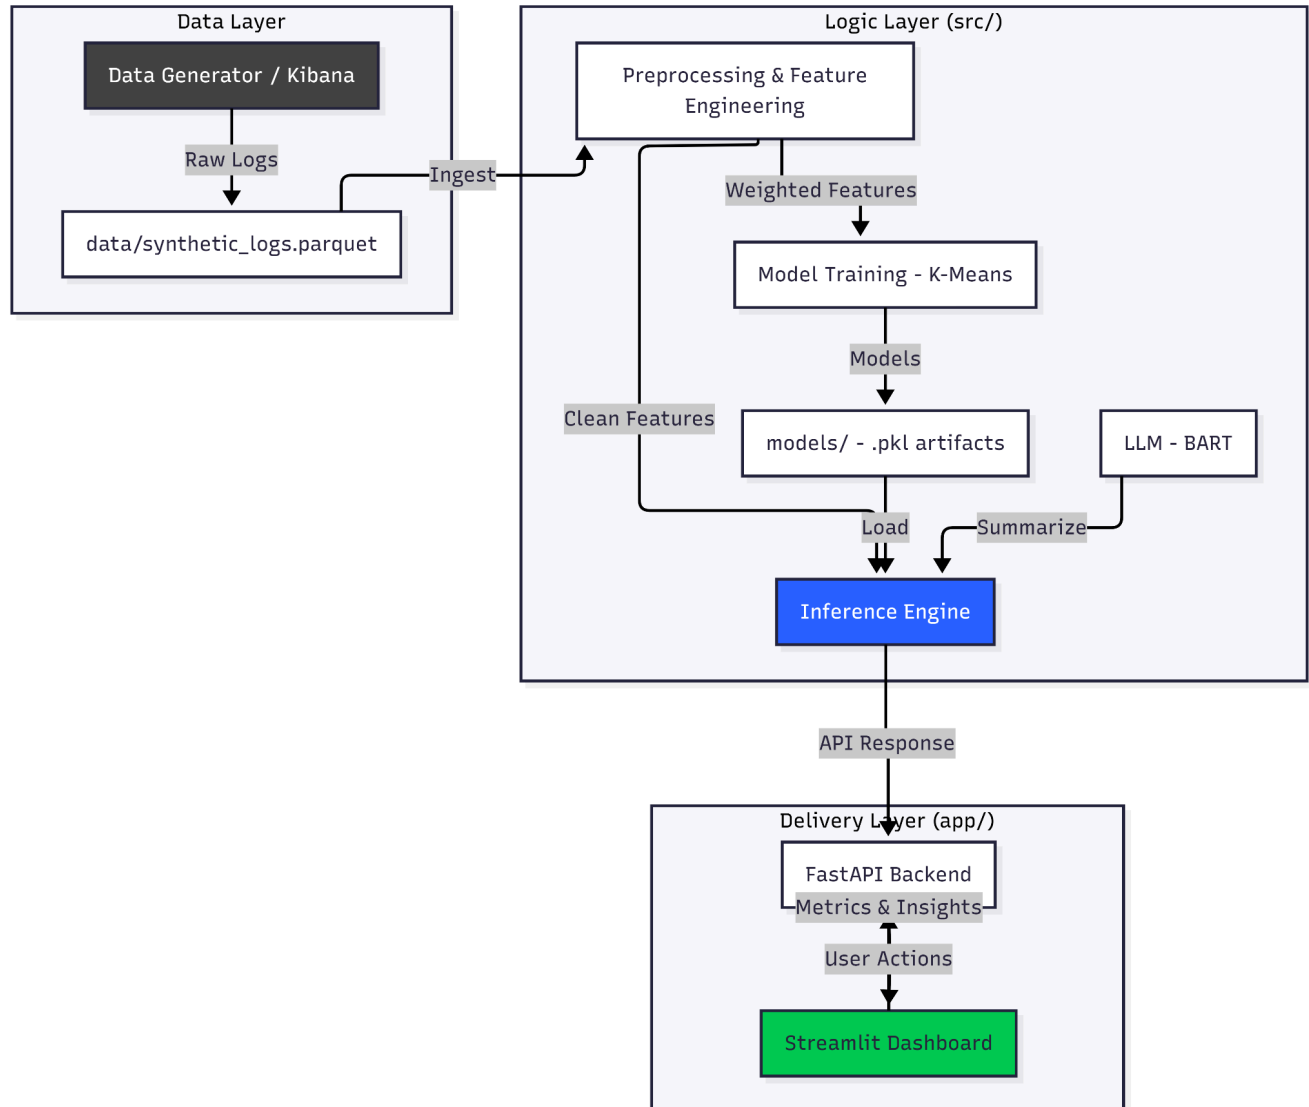 Data Layer
Data Generator / Kibana
Raw Logs
data/synthetic_logs.parquet
Ingest
Logic Layer (src/)
Preprocessing & Feature
Engineering
Weighted Features
Model Training - K-Means
Models
Clean Features
models/ - .pkl artifacts
LLM - BART
Load
Summarize
Inference Engine
API Response
Delivery Layer (app/)
FastAPI Backend
Metrics & Insights
User Actions
Streamlit Dashboard